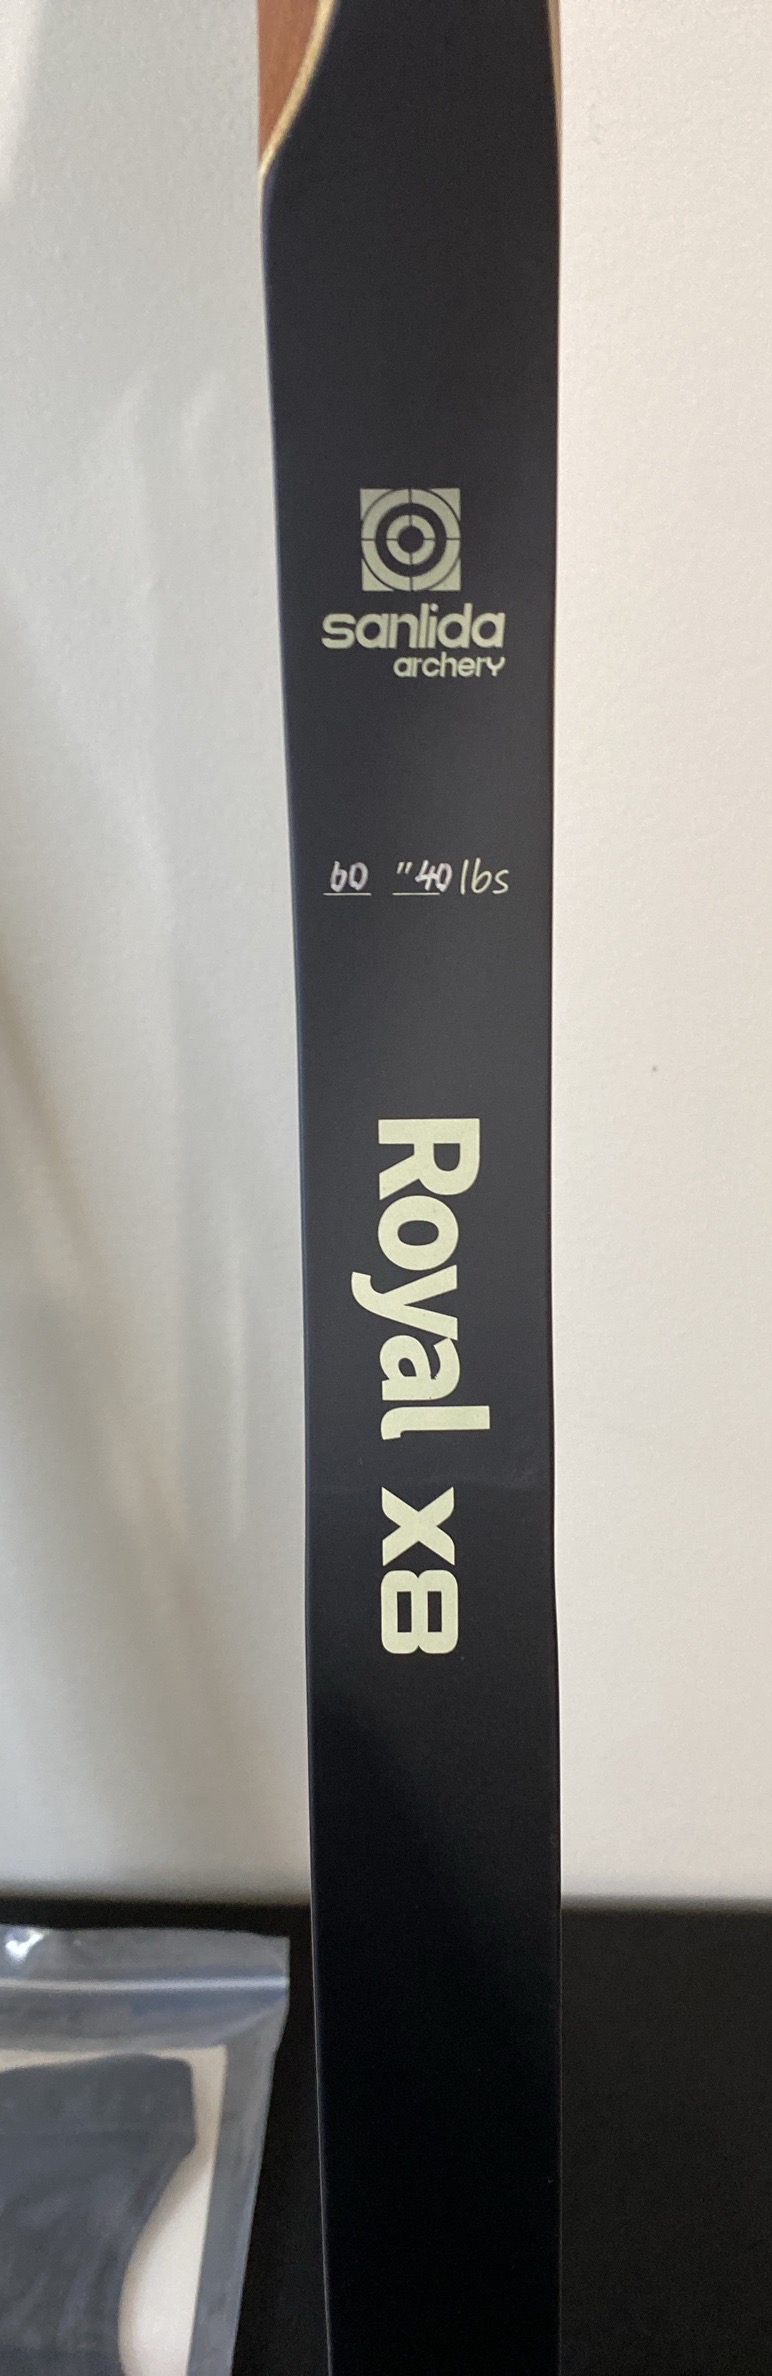 sanlida
archery
60 "40 lbs
Royal x8